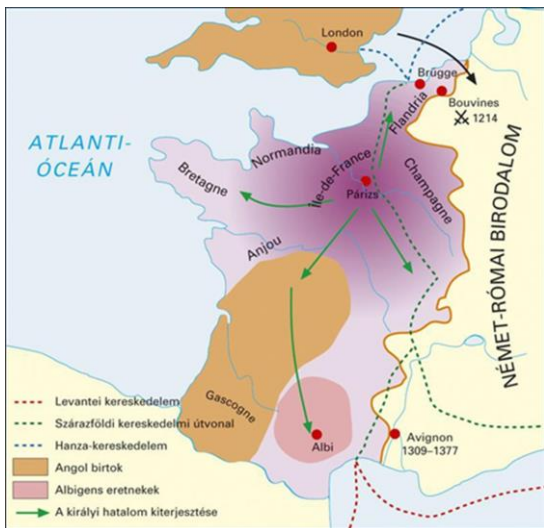 London
Brügge
Bouvines
1214
Flandria
ATLANTI-
ÓCEÁN
Normandia
Île-de-France
Bretagne
Párizs
Champagne
Anjou
NÉMET-RÓMAI BIRODALOM
Gascogne
Albi
Avignon
1309–1377
Levantei kereskedelem
Szárazföldi kereskedelmi útvonal
Hanza-kereskedelem
Angol birtok
Albigens eretnekek
A királyi hatalom kiterjesztése